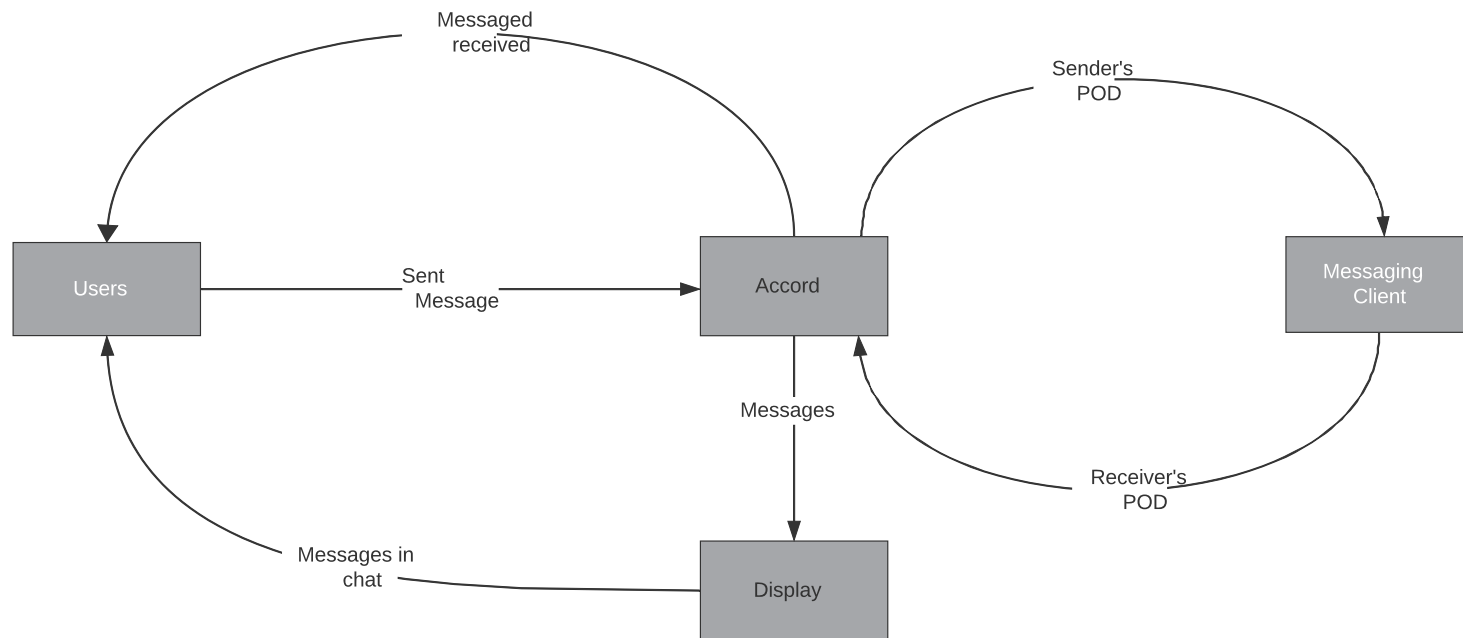 Messaged
received
Sender's
POD
Users
Sent
Message
Accord
Messaging
Client
Messages
Receiver's
POD
Messages in
chat
Display